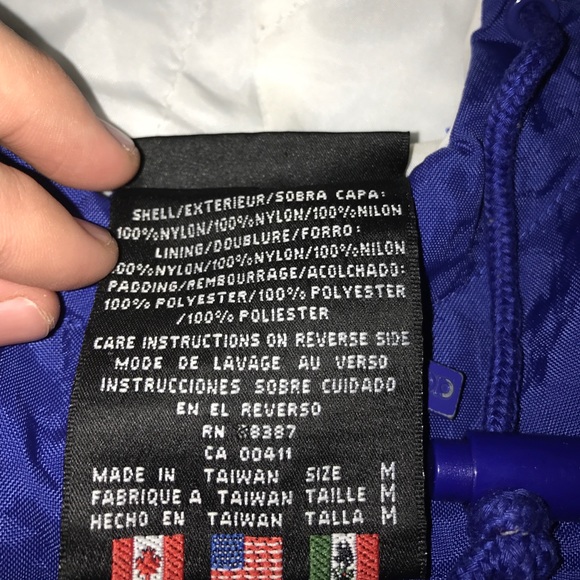 SHELL/EXTERIEUR/SOBRA CAPA:
100%NYLON/100%NYLON/100%NILON
LINING/DOUBLURE/FORRO:
100%NYLON/100%NYLON/100%NILON
PADDING/REMBOURRAGE/ACOLCHADO:
100% POLYESTER/100% POLYESTER
/100% POLIESTER
CARE INSTRUCTIONS ON REVERSE SIDE
MODE DE LAVAGE AU VERSO
INSTRUCCIONES SOBRE CUIDADO
EN EL REVERSO
RN
CA 00411
MADE IN TAIWAN SIZE M
FABRIQUE A TAIWAN TAILLE M
HECHO EN TAIWAN TALLA M